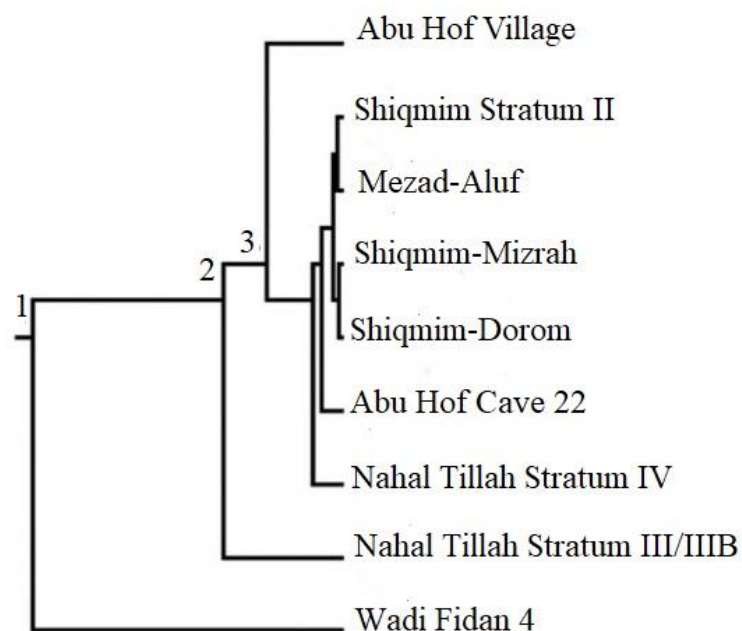 Abu Hof Village
Shiqmim Stratum II
Mezad-Aluf
3
Shiqmim-Mizrah
2
1
Shiqmim-Dorom
Abu Hof Cave 22
Nahal Tillah Stratum IV
Nahal Tillah Stratum III/IIIB
Wadi Fidan 4